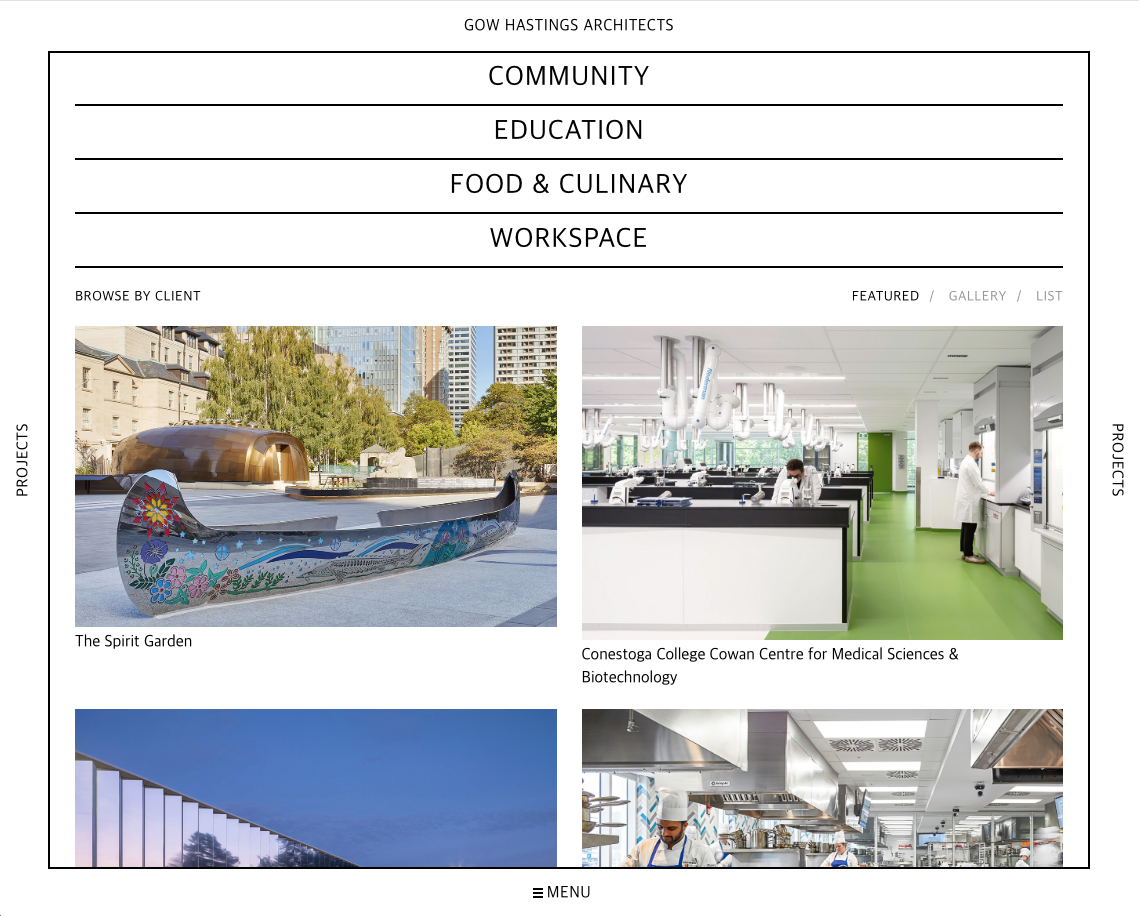 GOW HASTINGS ARCHITECTS
COMMUNITY
EDUCATION
FOOD & CULINARY
WORKSPACE
BROWSE BY CLIENT
FEATURED / GALLERY / LIST
PROJECTS
PROJECTS
nederman
The Spirit Garden
Conestoga College Cowan Centre for Medical Sciences &
Biotechnology
MENU